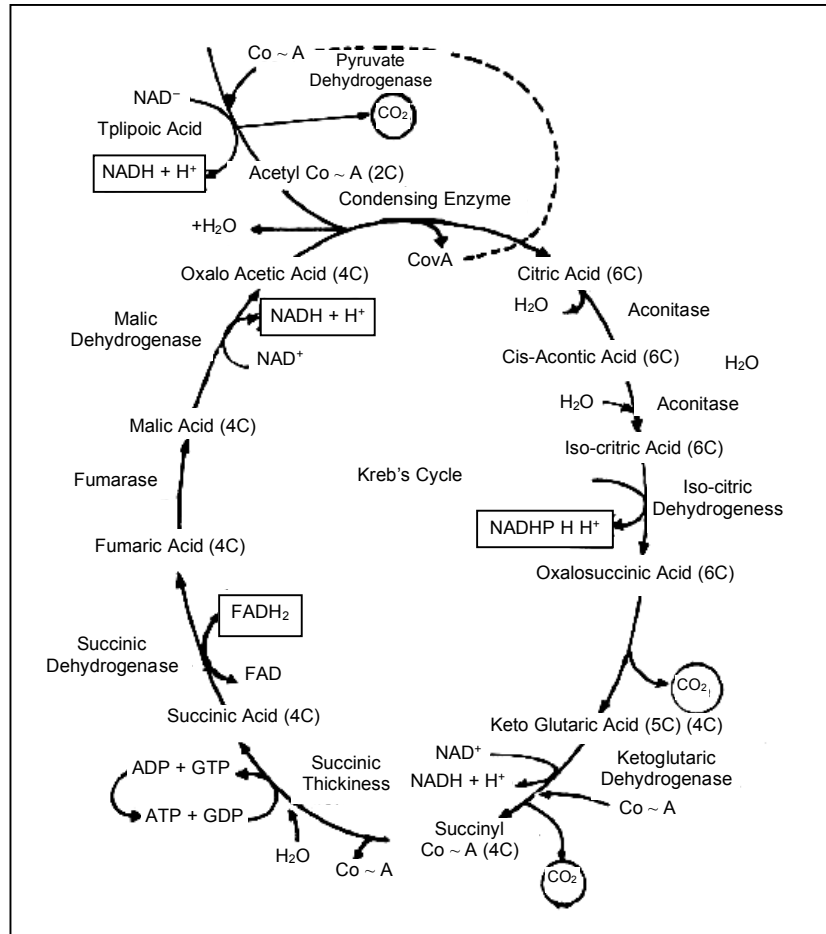 Co ~ A
Pyruvate
Dehydrogenase
NAD⁻
CO₂
Tplipoic Acid
NADH + H⁺
Acetyl Co ~ A (2C)
Condensing Enzyme
+H₂O
CovA
Oxalo Acetic Acid (4C)
Citric Acid (6C)
H₂O
Aconitase
NADH + H⁺
Malic
Dehydrogenase
NAD⁺
Cis-Acontic Acid (6C)
H₂O
H₂O
Aconitase
Malic Acid (4C)
Iso-critric Acid (6C)
Fumarase
Kreb's Cycle
Iso-citric
Dehydrogeness
NADHP H H⁺
Fumaric Acid (4C)
Oxalosuccinic Acid (6C)
FADH₂
Succinic
Dehydrogenase
FAD
CO₂
Succinic Acid (4C)
Keto Glutaric Acid (5C) (4C)
NAD⁺
Ketoglutaric
Dehydrogenase
NADH + H⁺
Co ~ A
Succinic
Thickiness
ADP + GTP
ATP + GDP
H₂O
Co ~ A
Succinyl
Co ~ A (4C)
CO₂